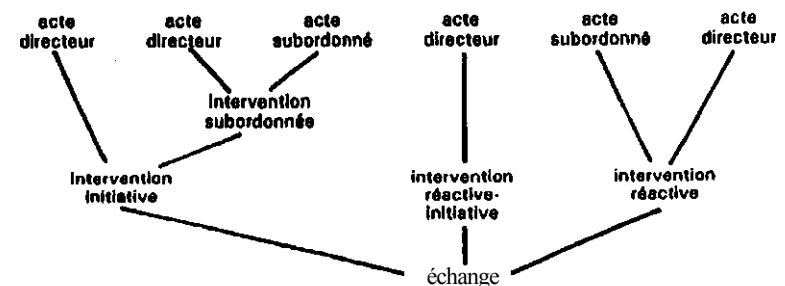 acte acte acte acte acte acte
directeur directeur subordonné directeur subordonné directeur
Intervention
subordonnée
Intervention intervention intervention
initiative réactive- réactive
initiative
échange